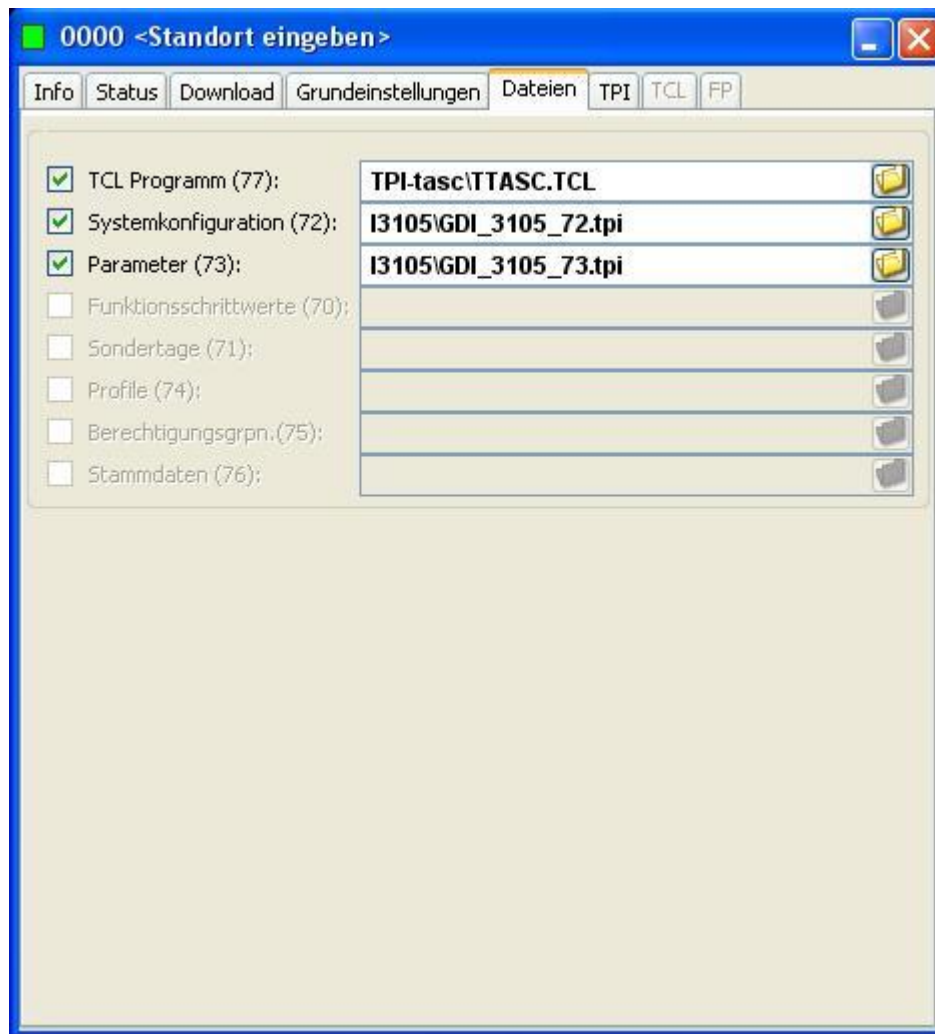 0000 <Standort eingeben>
Info Status Download Grundeinstellungen Dateien TPI TCL FP
TCL Programm (77): TPI-tasc\TTASC.TCL
Systemkonfiguration (72): I3105\GDI_3105_72.tpi
Parameter (73): I3105\GDI_3105_73.tpi
Funktionsschrittwerte (70):
Sondertage (71):
Profile (74):
Berechtigungsgrpn.(75):
Stammdaten (76):